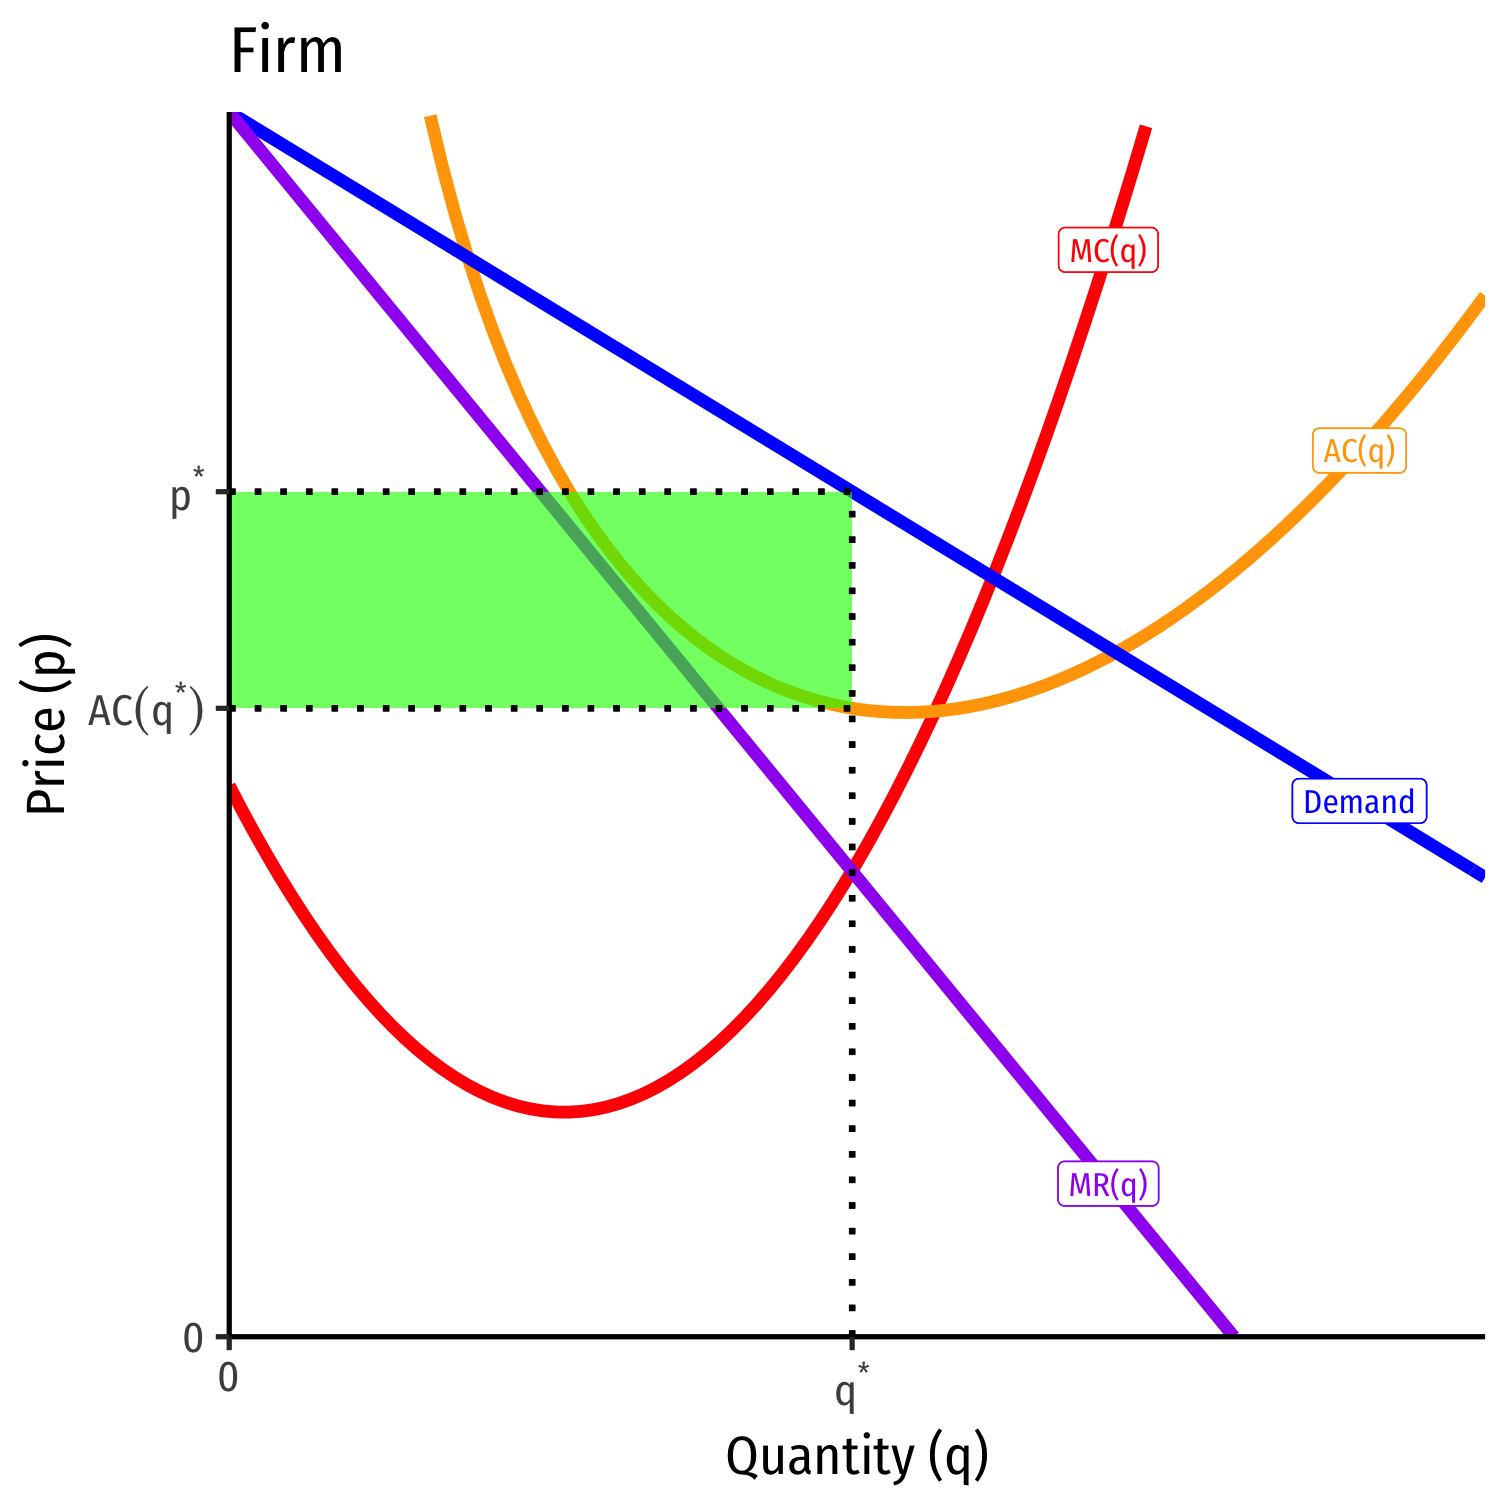 Firm
MC(q)
AC(q)
p*
Price (p)
AC(q*)
Demand
MR(q)
0
0
q*
Quantity (q)